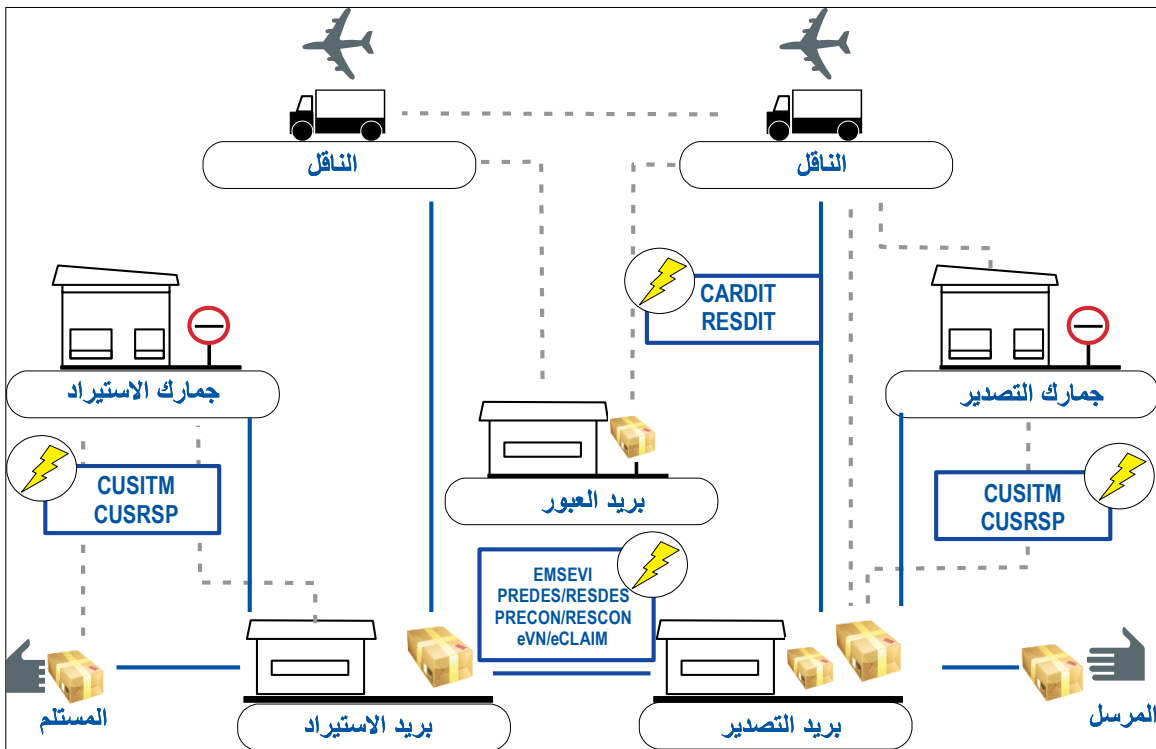 الناقل
الناقل
CARDIT
RESDIT
جمارك التصدير
جمارك الاستيراد
بريد العبور
CUSITM
CUSRSP
CUSITM
CUSRSP
EMSEVI
PREDES/RESDES
PRECON/RESCON
eVN/eCLAIM
المرسل
بريد التصدير
بريد الاستيراد
المستلم